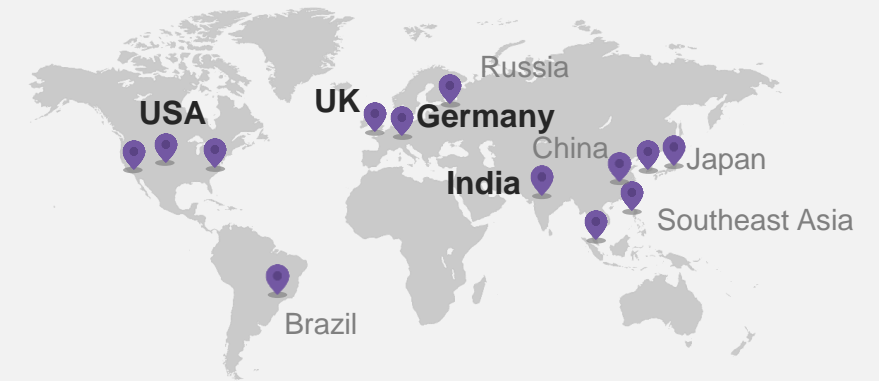 Russia
UK
USA
Germany
China
Japan
India
Southeast Asia
Brazil